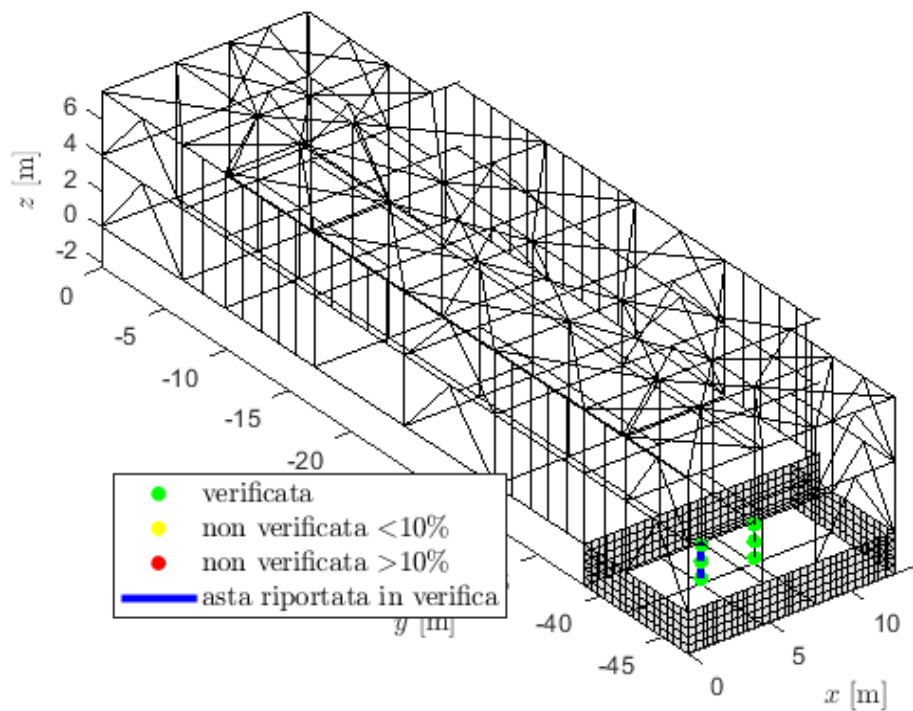 6
4
2
0
-2
z [m]
0
-5
-10
-15
-20
-40
-45
y [m]
0
5
10
x [m]
verificata
non verificata <10%
non verificata >10%
asta riportata in verifica